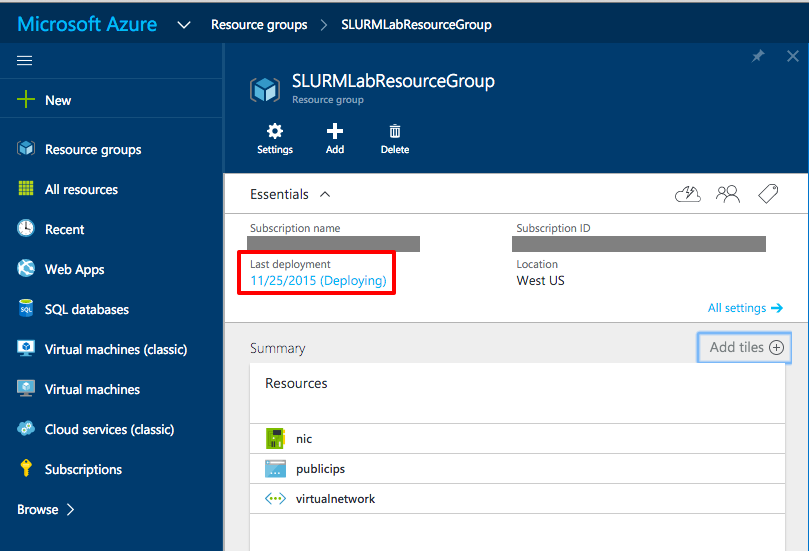 Microsoft Azure
Resource groups > SLURMLabResourceGroup
New
Resource groups
All resources
Recent
Web Apps
SQL
SQL databases
Virtual machines (classic)
Virtual machines
Cloud services (classic)
Subscriptions
Browse >
SLURMLabResourceGroup
Resource group
Settings
Add
Delete
Essentials
Subscription name
Subscription ID
Last deployment
11/25/2015 (Deploying)
Location
West US
All settings →
Summary
Add tiles
Resources
nic
publicips
virtualnetwork